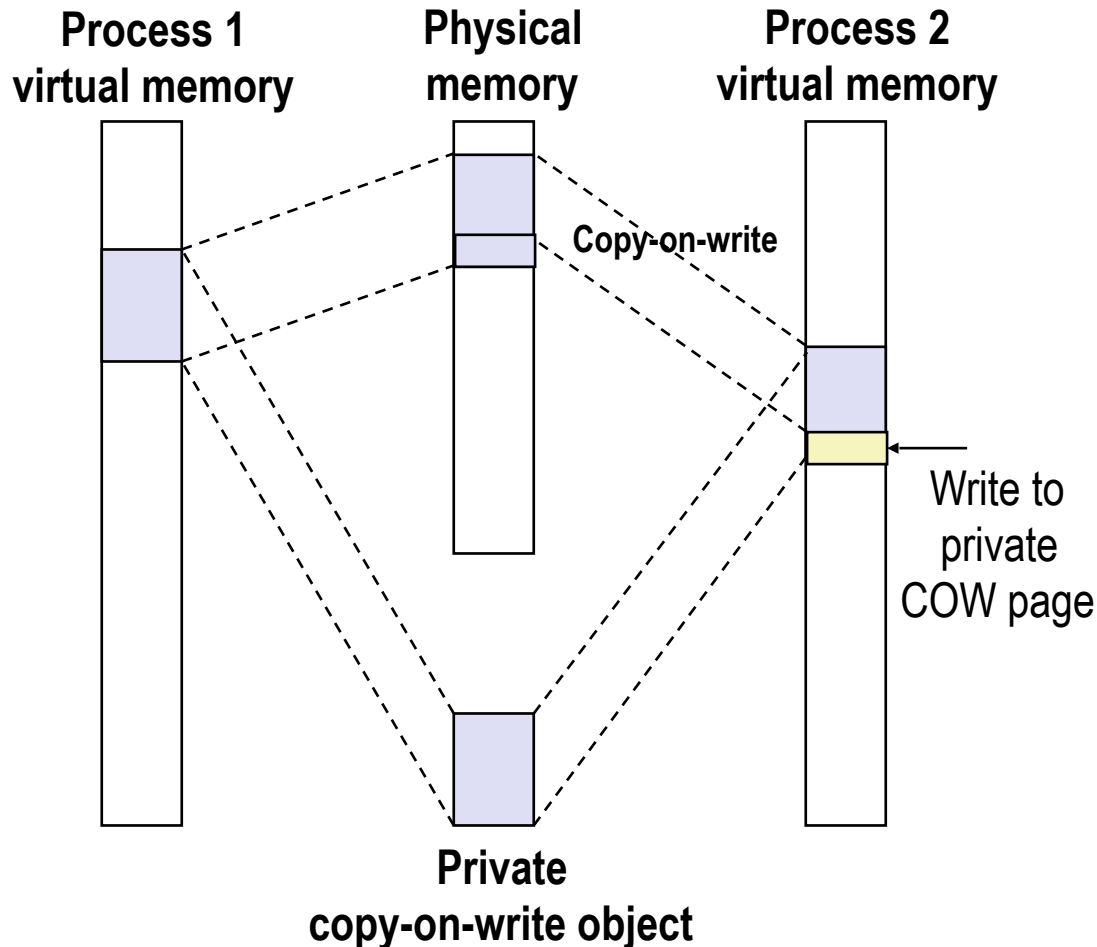 Process 1
virtual memory
Physical
memory
Process 2
virtual memory
Copy-on-write
Write to
private
COW page
Private
copy-on-write object